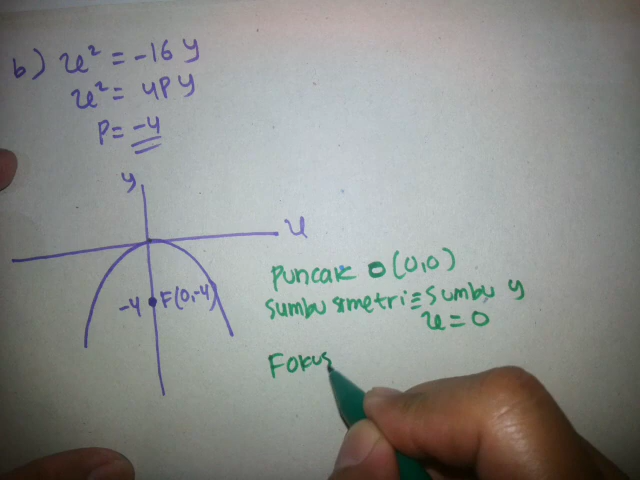 b) x² = -16 y
x² = 4P y
P = -4
y
x
-4 F(0,-4)
Puncak O(0,0)
sumbu simetri = sumbu y
x = 0
Fokus